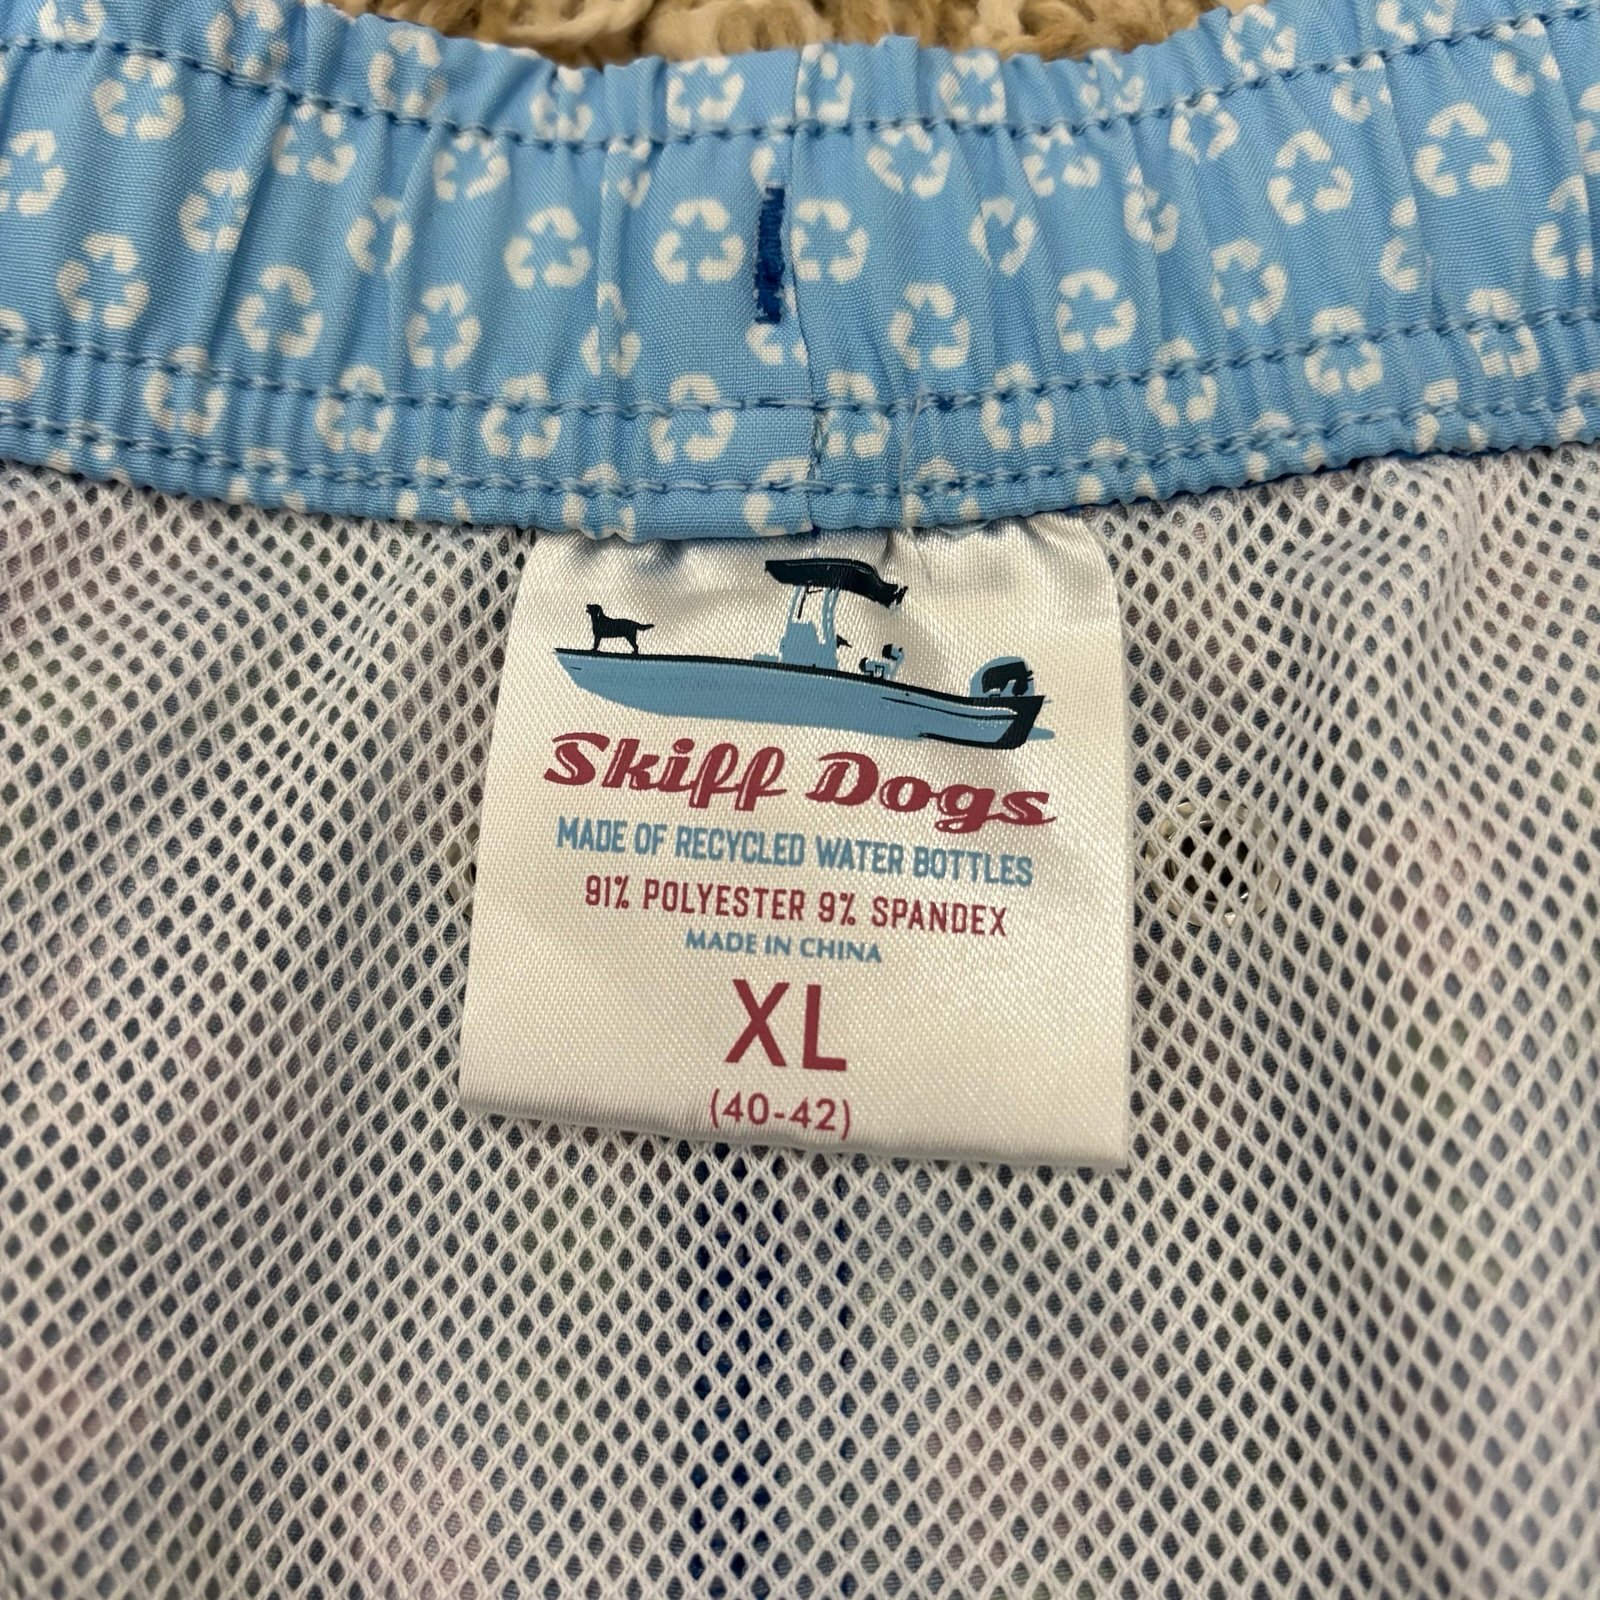 Skiff Dogs
MADE OF RECYCLED WATER BOTTLES
91% POLYESTER 9% SPANDEX
MADE IN CHINA
XL
(40-42)